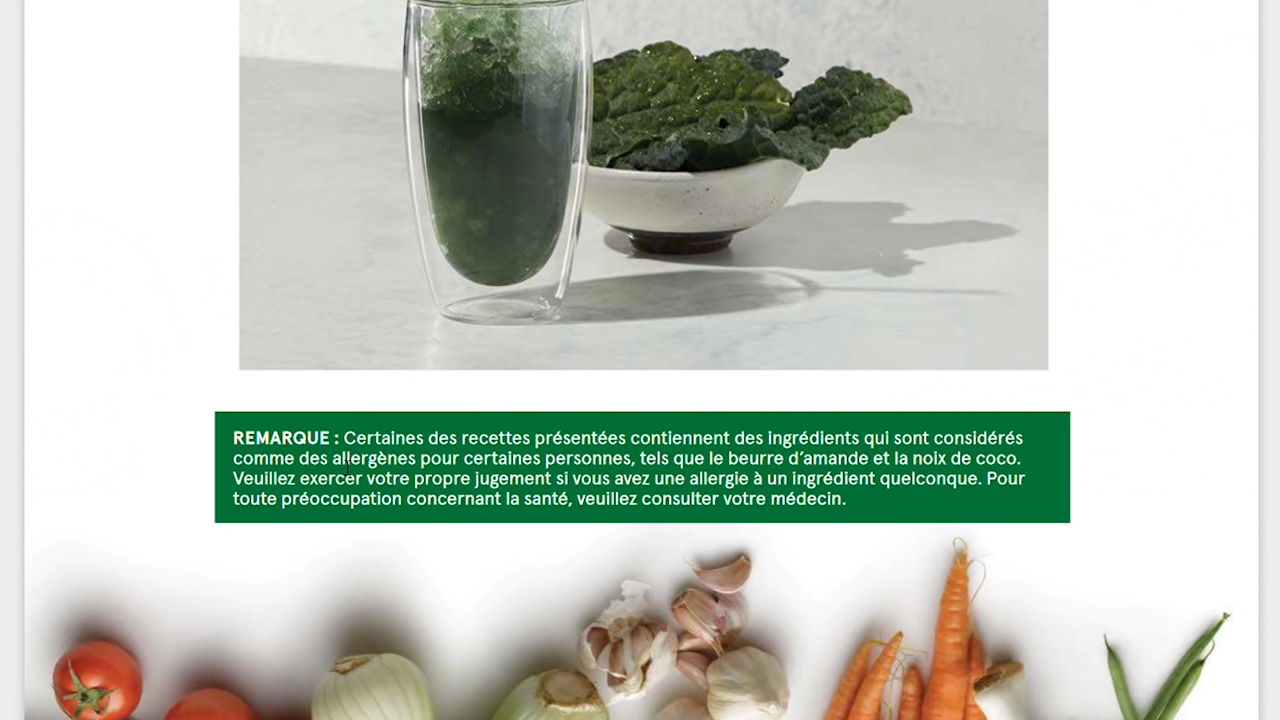 REMARQUE : Certaines des recettes présentées contiennent des ingrédients qui sont considérés
comme des allergènes pour certaines personnes, tels que le beurre d’amande et la noix de coco.
Veuillez exercer votre propre jugement si vous avez une allergie à un ingrédient quelconque. Pour
toute préoccupation concernant la santé, veuillez consulter votre médecin.